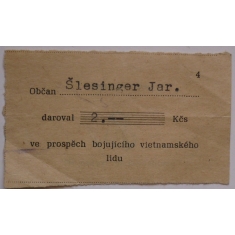 4
Občan Šlesinger Jar.
daroval 2.-- Kčs
ve prospěch bojujícího vietnamského
lidu